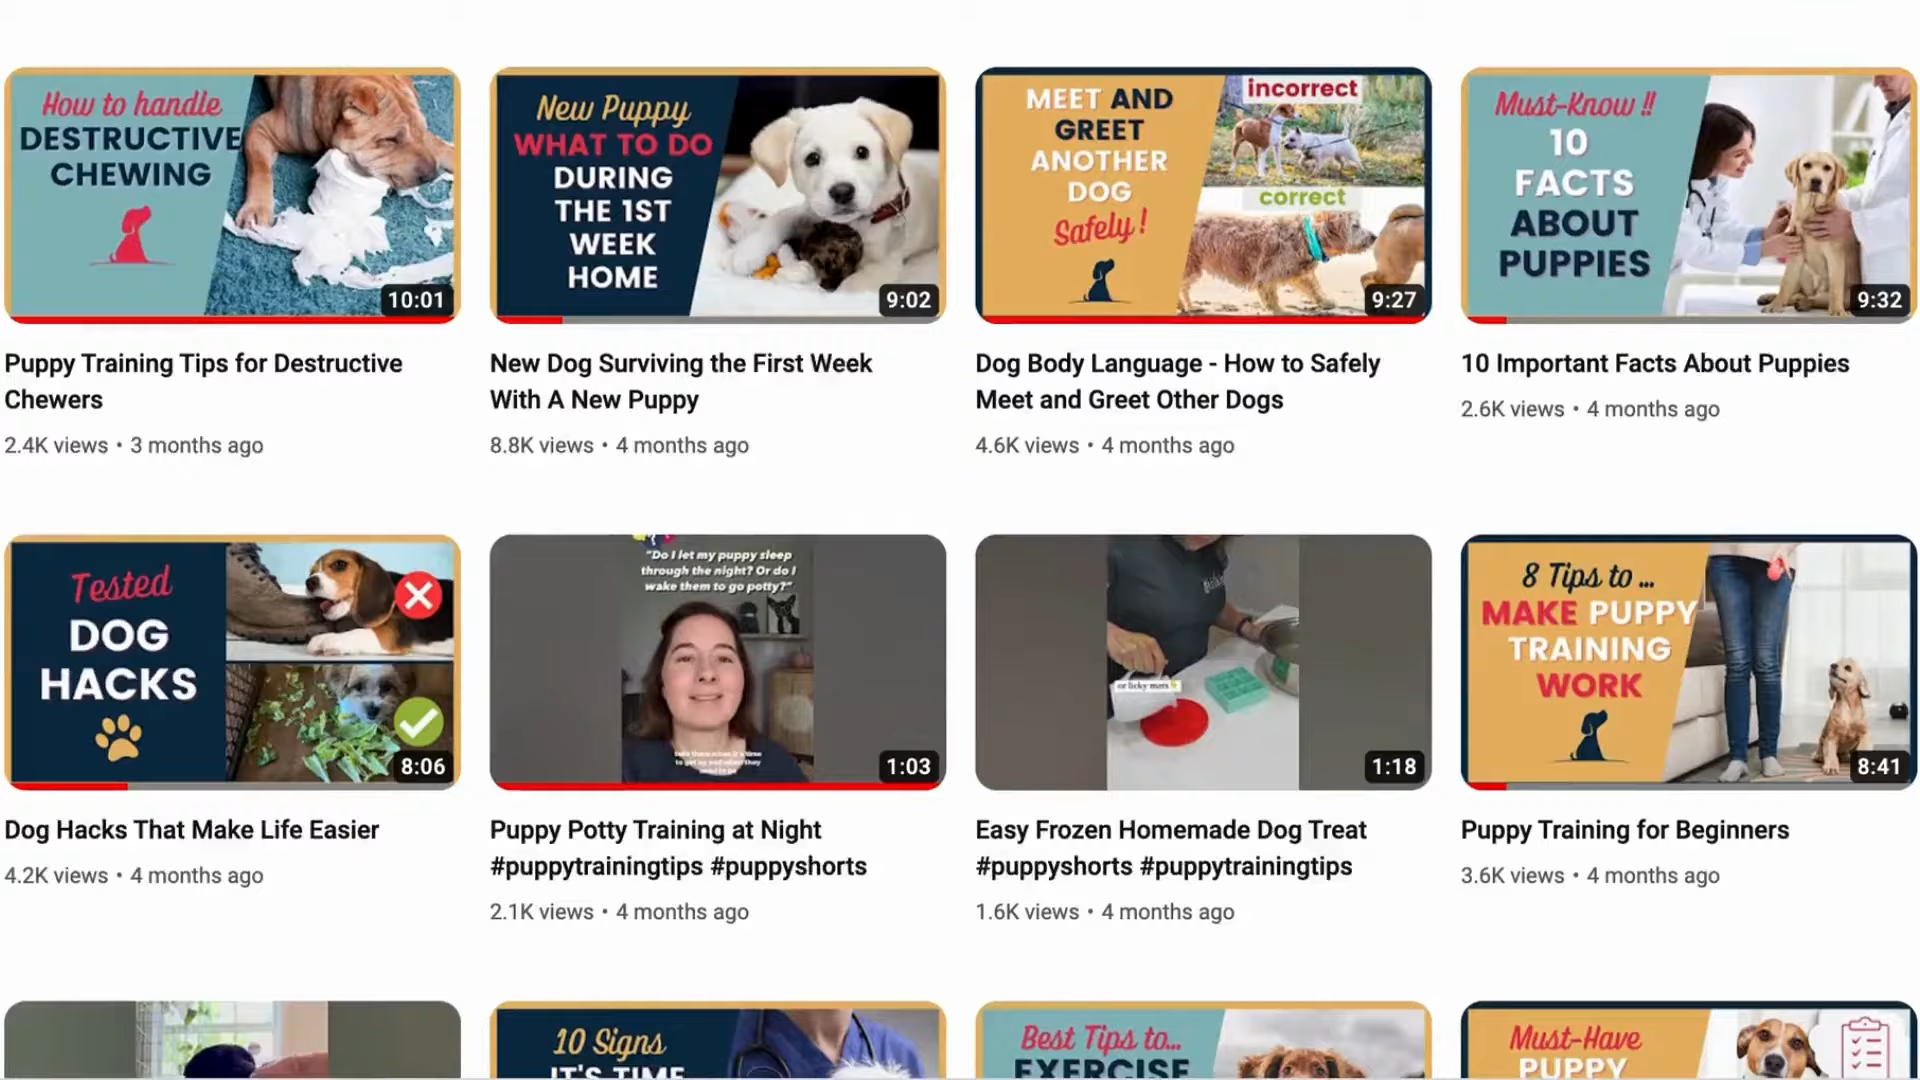 How to handle
DESTRUCTIVE
CHEWING
10:01
New Puppy
WHAT TO DO
DURING
THE 1ST
WEEK
HOME
9:02
MEET AND
GREET
ANOTHER
DOG
Safely!
incorrect
correct
9:27
Must-Know !!
10
FACTS
ABOUT
PUPPIES
9:32
Puppy Training Tips for Destructive
Chewers
2.4K views • 3 months ago
New Dog Surviving the First Week
With A New Puppy
8.8K views • 4 months ago
Dog Body Language - How to Safely
Meet and Greet Other Dogs
4.6K views • 4 months ago
10 Important Facts About Puppies
2.6K views • 4 months ago
Tested
DOG
HACKS
8:06
"Do I let my puppy sleep
through the night? Or do I
wake them to go potty?"
1:03
or licky mats
1:18
8 Tips to ...
MAKE PUPPY
TRAINING
WORK
8:41
Dog Hacks That Make Life Easier
4.2K views • 4 months ago
Puppy Potty Training at Night
#puppytrainingtips #puppyshorts
2.1K views • 4 months ago
Easy Frozen Homemade Dog Treat
#puppyshorts #puppytrainingtips
1.6K views • 4 months ago
Puppy Training for Beginners
3.6K views • 4 months ago
10 Signs
IT'S TIME
Best Tips to...
EXERCISE
Must-Have
PUPPY